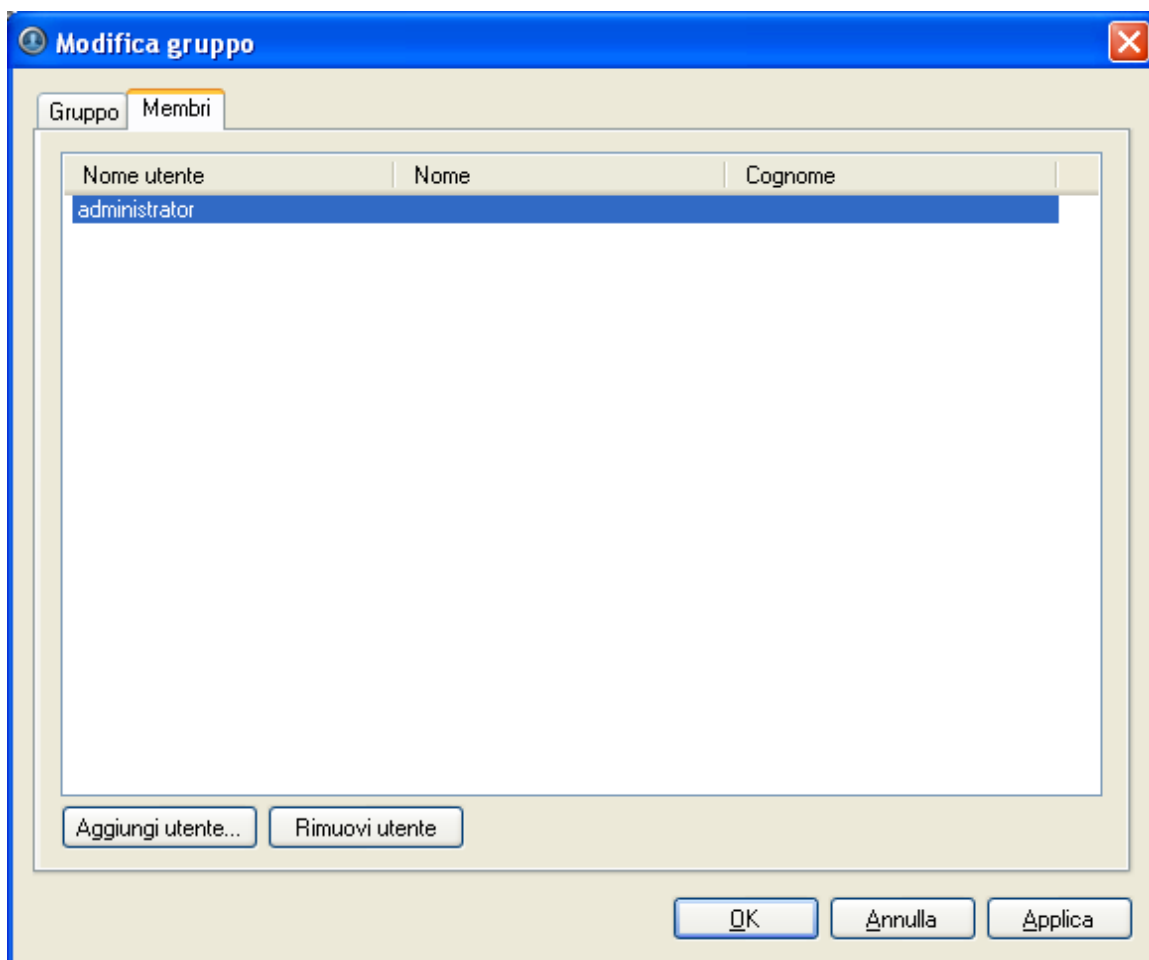 Modifica gruppo
Gruppo Membri
Nome utente Nome Cognome
administrator
Aggiungi utente... Rimuovi utente
OK Annulla Applica